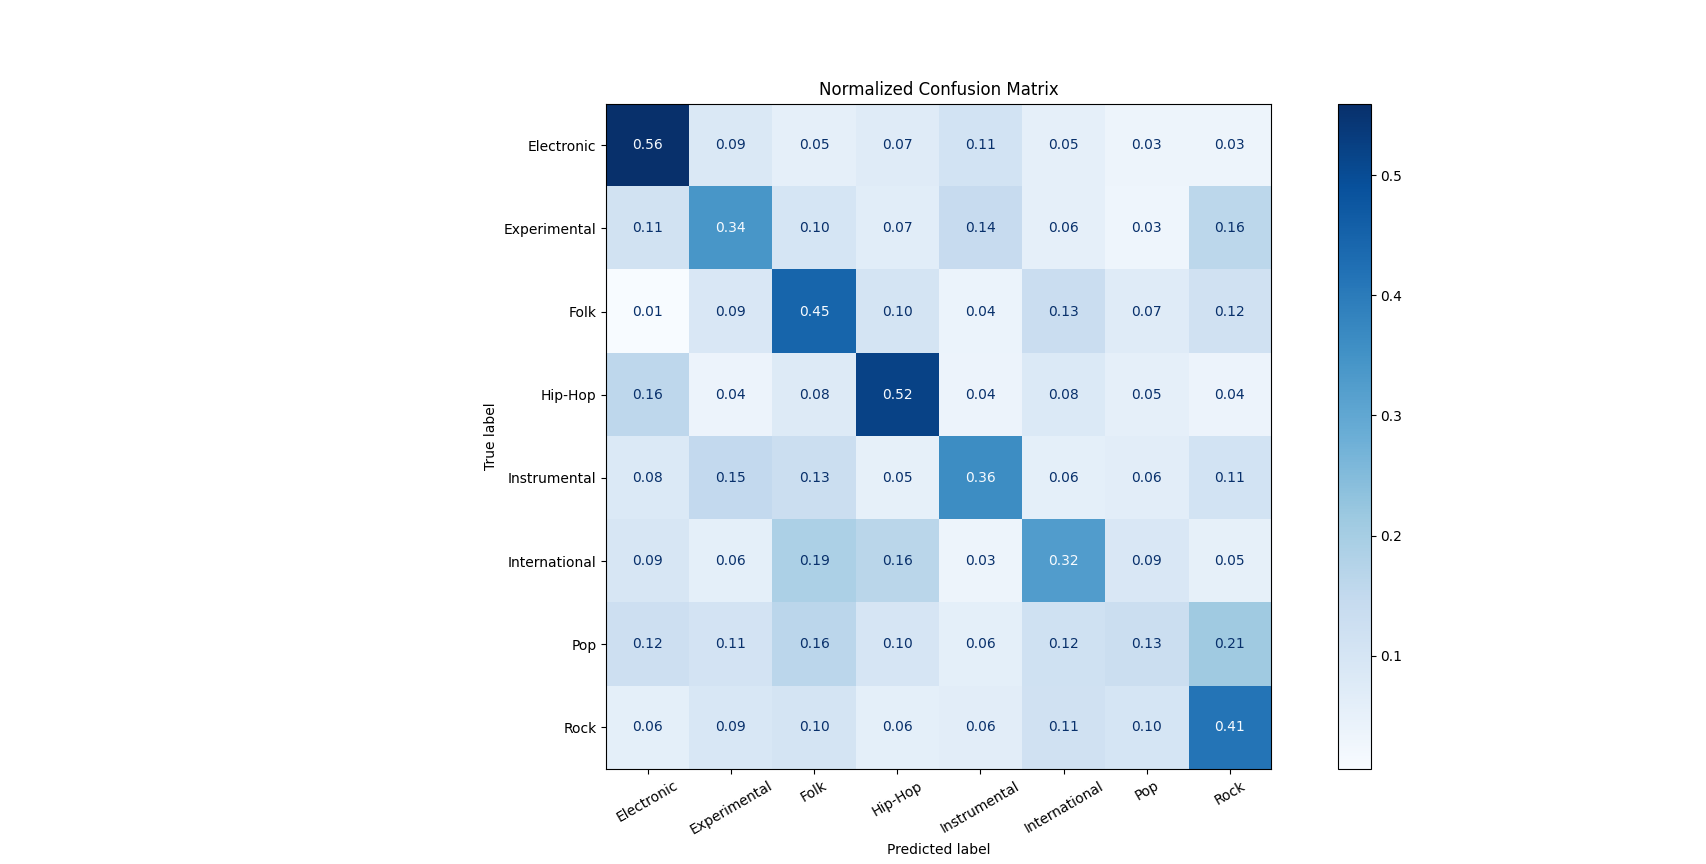 Normalized Confusion Matrix
Electronic 0.56 0.09 0.05 0.07 0.11 0.05 0.03 0.03
0.5
Experimental 0.11 0.34 0.10 0.07 0.14 0.06 0.03 0.16
0.4
Folk 0.01 0.09 0.45 0.10 0.04 0.13 0.07 0.12
Hip-Hop 0.16 0.04 0.08 0.52 0.04 0.08 0.05 0.04
0.3
True label
Instrumental 0.08 0.15 0.13 0.05 0.36 0.06 0.06 0.11
0.2
International 0.09 0.06 0.19 0.16 0.03 0.32 0.09 0.05
Pop 0.12 0.11 0.16 0.10 0.06 0.12 0.13 0.21
0.1
Rock 0.06 0.09 0.10 0.06 0.06 0.11 0.10 0.41
Electronic Experimental Folk Hip-Hop Instrumental International Pop Rock
Predicted label